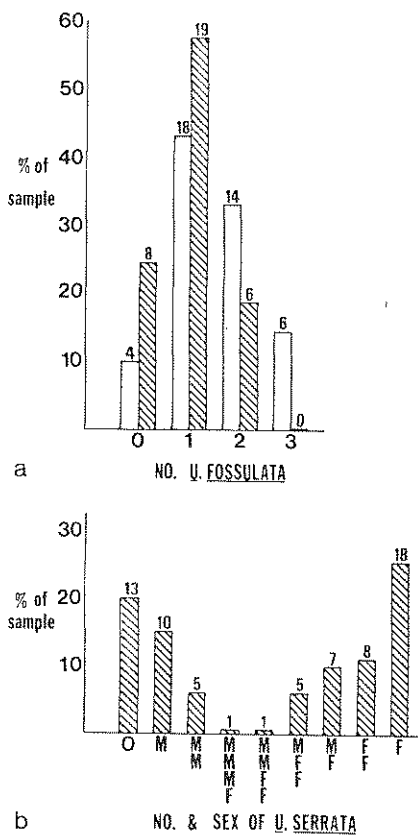 60
50
40
30
20
10
% of
sample
4
8
18
19
14
6
6
0
0
1
2
3
a
NO. U. FOSSULATA
30
20
10
% of
sample
13
10
5
1
1
5
7
8
18
O M M M M M M F F
M M M F F F
M F F
F F
b
NO. & SEX OF U. SERRATA